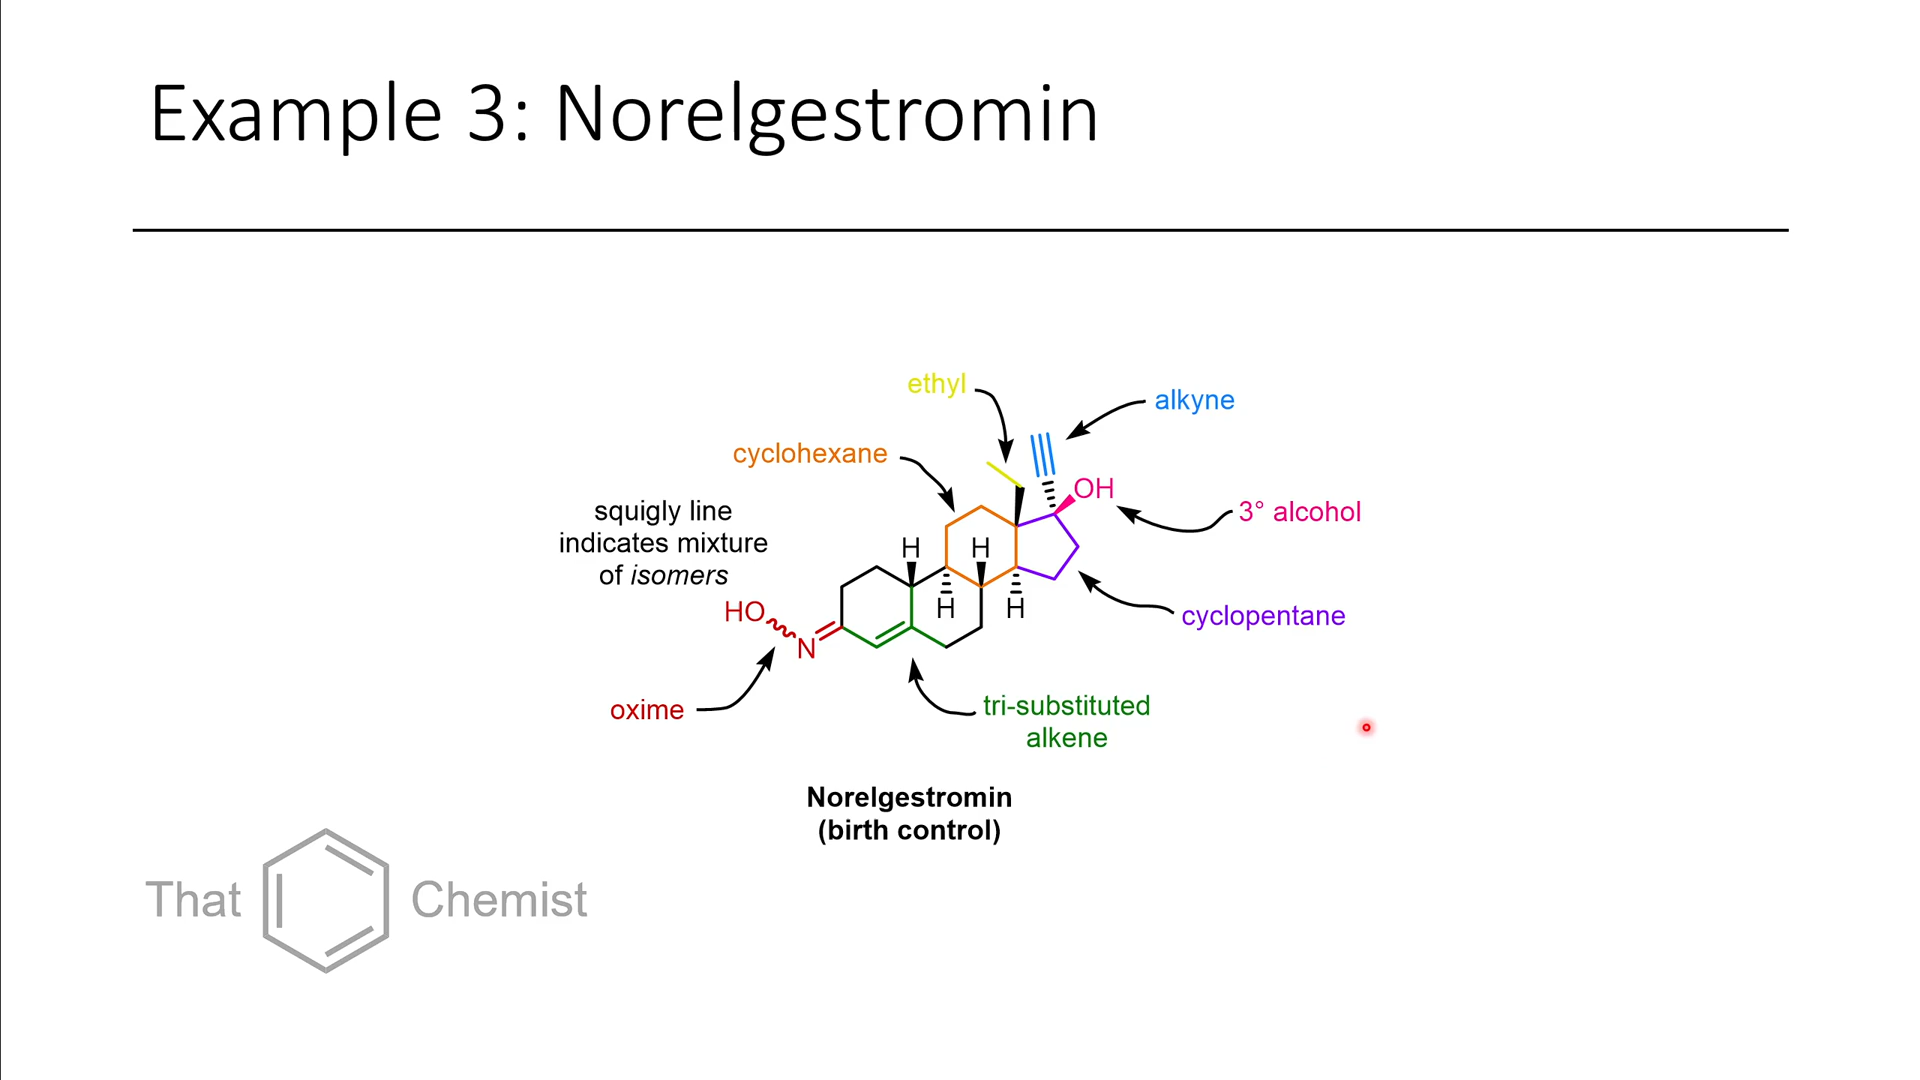 Example 3: Norelgestromin
ethyl
alkyne
cyclohexane
OH
3° alcohol
squigly line
indicates mixture
of isomers
H
H
H
H
HO
N
cyclopentane
oxime
tri-substituted
alkene
Norelgestromin
(birth control)
That Chemist